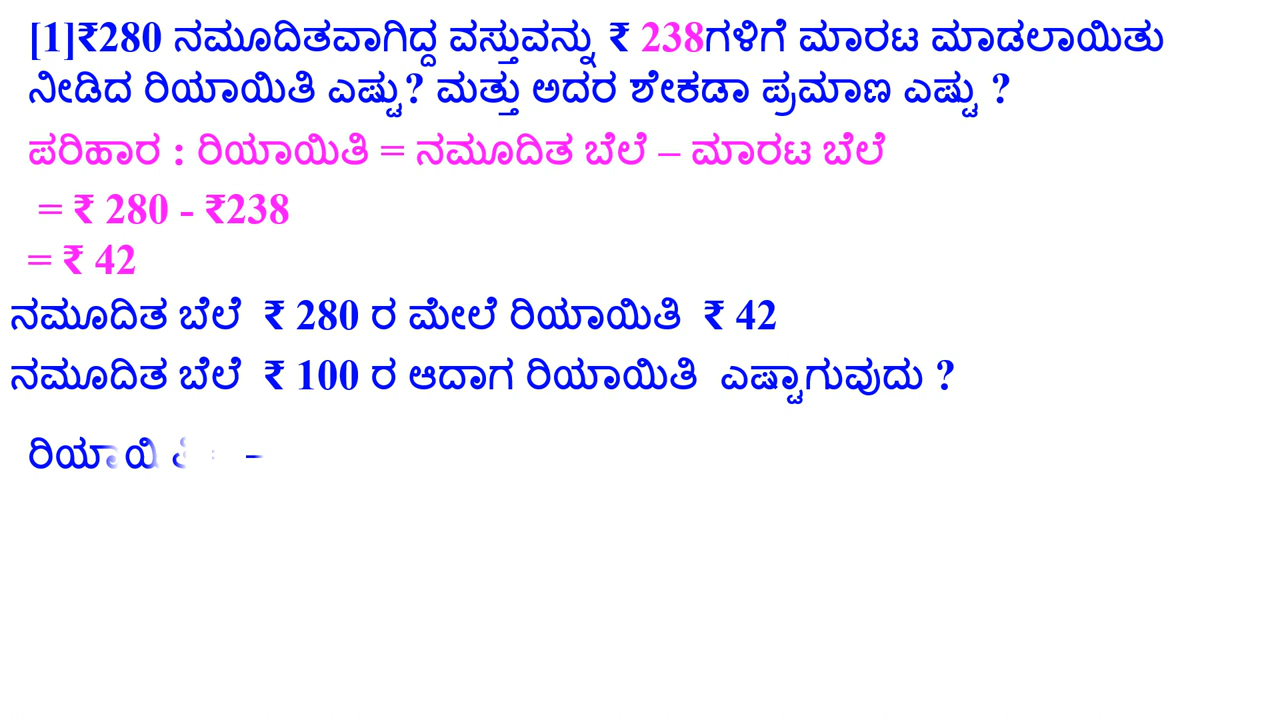 [1]₹280 ನಮೂದಿತವಾಗಿದ್ದ ವಸ್ತುವನ್ನು ₹ 238ಗಳಿಗೆ ಮಾರಟ ಮಾಡಲಾಯಿತು
ನೀಡಿದ ರಿಯಾಯಿತಿ ಎಷ್ಟು? ಮತ್ತು ಅದರ ಶೇಕಡಾ ಪ್ರಮಾಣ ಎಷ್ಟು ?
ಪರಿಹಾರ : ರಿಯಾಯಿತಿ = ನಮೂದಿತ ಬೆಲೆ – ಮಾರಟ ಬೆಲೆ
= ₹ 280 - ₹238
= ₹ 42
ನಮೂದಿತ ಬೆಲೆ ₹ 280 ರ ಮೇಲೆ ರಿಯಾಯಿತಿ ₹ 42
ನಮೂದಿತ ಬೆಲೆ ₹ 100 ರ ಆದಾಗ ರಿಯಾಯಿತಿ ಎಷ್ಟಾಗುವುದು ?